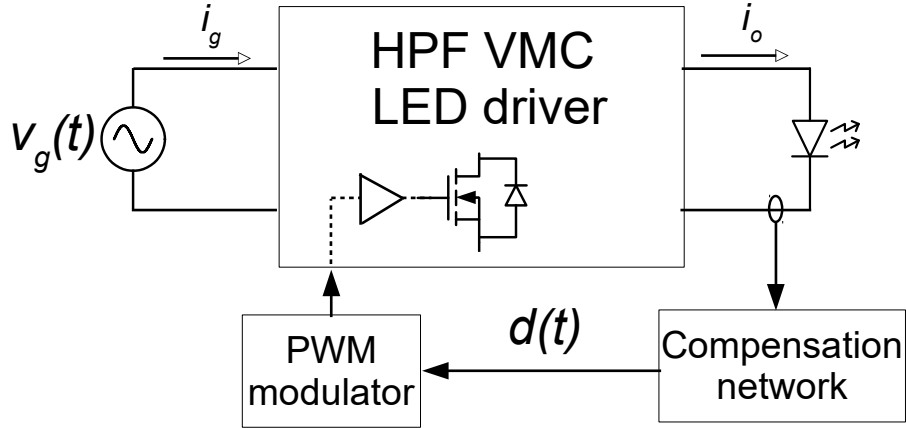 i_g
i_o
HPF VMC
LED driver
v_g(t)
d(t)
PWM
modulator
Compensation
network